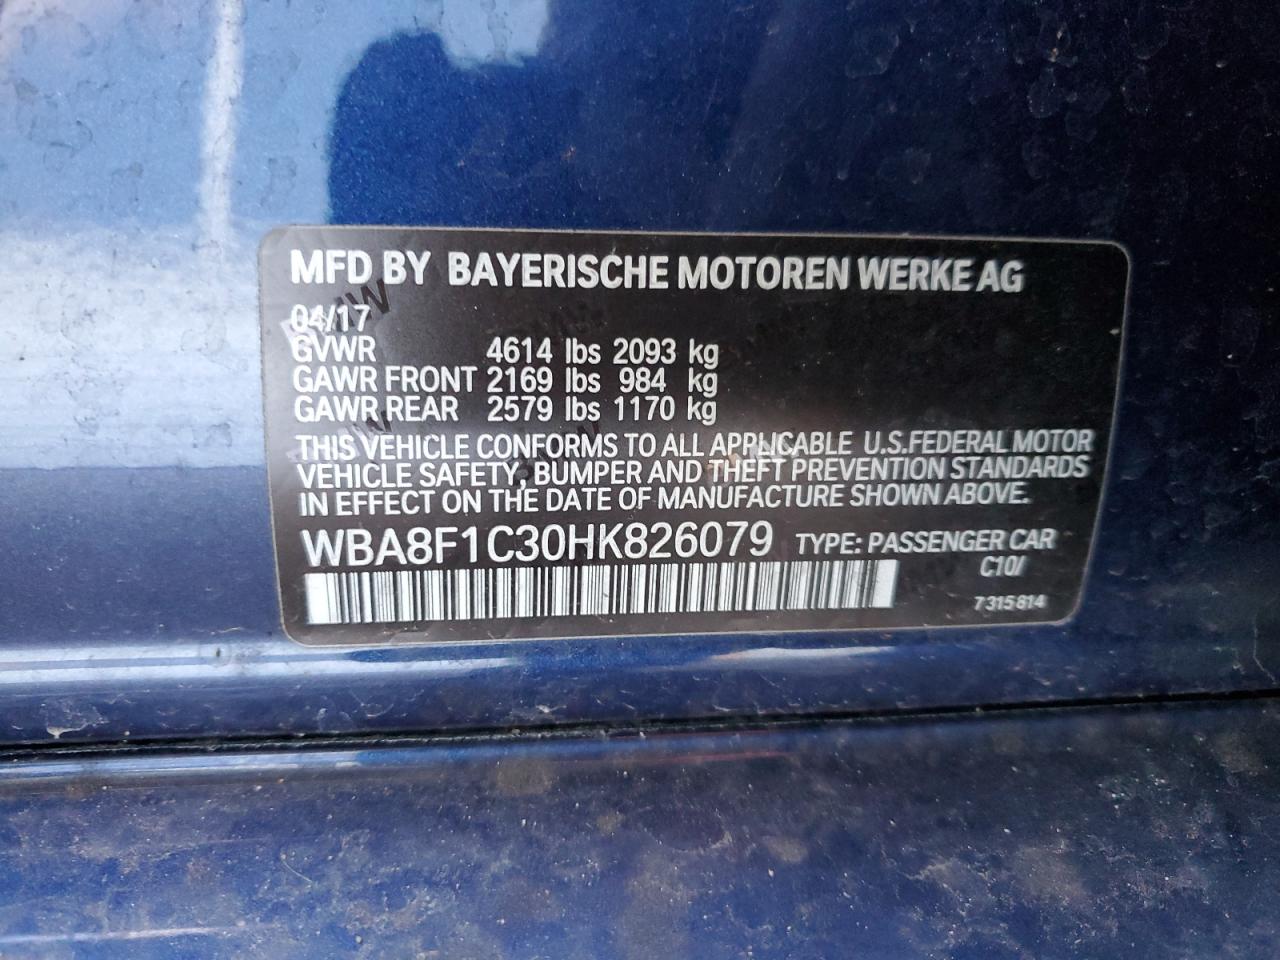 MFD BY BAYERISCHE MOTOREN WERKE AG
04/17
GVWR 4614 lbs 2093 kg
GAWR FRONT 2169 lbs 984 kg
GAWR REAR 2579 lbs 1170 kg
THIS VEHICLE CONFORMS TO ALL APPLICABLE U.S.FEDERAL MOTOR
VEHICLE SAFETY, BUMPER AND THEFT PREVENTION STANDARDS
IN EFFECT ON THE DATE OF MANUFACTURE SHOWN ABOVE.
WBA8F1C30HK826079 TYPE: PASSENGER CAR
C10/
7315814